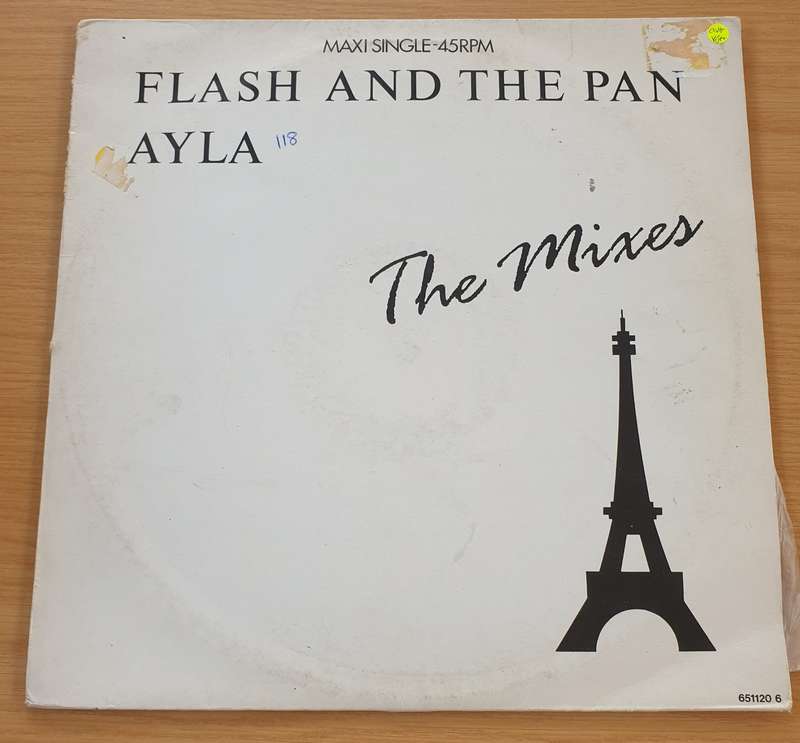 MAXI SINGLE-45RPM
FLASH AND THE PAN
AYLA 118
The Mixes
651120 6